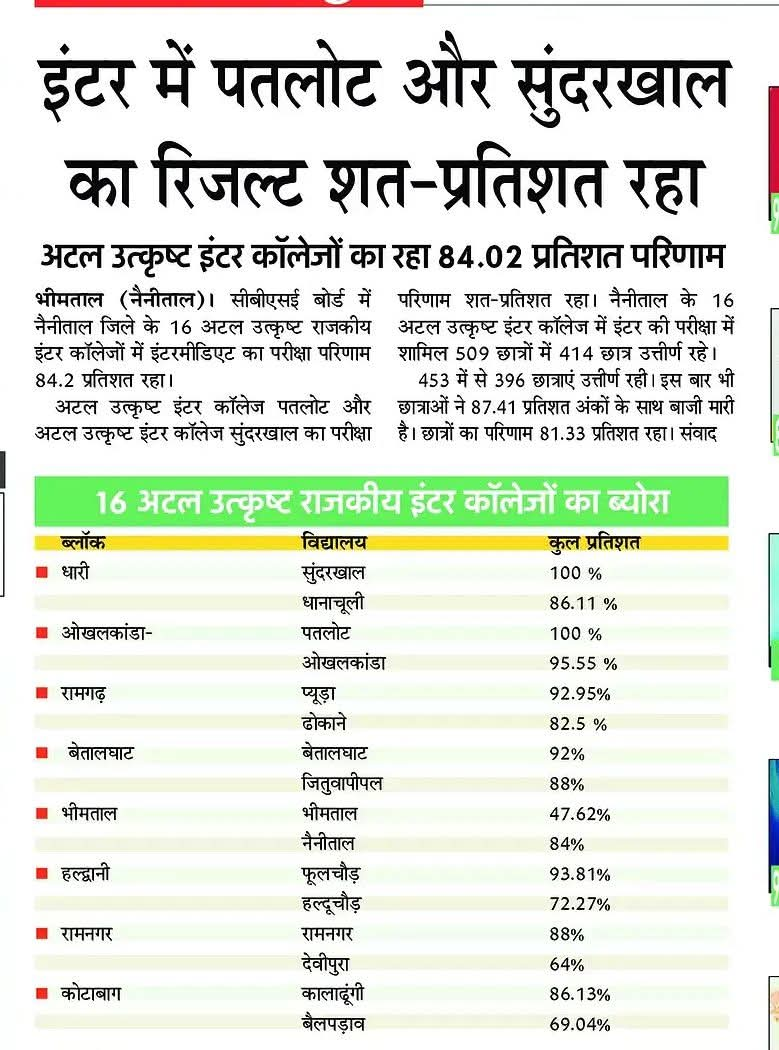 इंटर में पतलोट और सुंदरखाल
का रिजल्ट शत-प्रतिशत रहा
अटल उत्कृष्ट इंटर कॉलेजों का रहा 84.02 प्रतिशत परिणाम
भीमताल (नैनीताल)। सीबीएसई बोर्ड में
नैनीताल जिले के 16 अटल उत्कृष्ट राजकीय
इंटर कॉलेजों में इंटरमीडिएट का परीक्षा परिणाम
84.2 प्रतिशत रहा।
अटल उत्कृष्ट इंटर कॉलेज पतलोट और
अटल उत्कृष्ट इंटर कॉलेज सुंदरखाल का परीक्षा
परिणाम शत-प्रतिशत रहा। नैनीताल के 16
अटल उत्कृष्ट इंटर कॉलेज में इंटर की परीक्षा में
शामिल 509 छात्रों में 414 छात्र उत्तीर्ण रहे।
453 में से 396 छात्राएं उत्तीर्ण रही। इस बार भी
छात्राओं ने 87.41 प्रतिशत अंकों के साथ बाजी मारी
है। छात्रों का परिणाम 81.33 प्रतिशत रहा। संवाद
16 अटल उत्कृष्ट राजकीय इंटर कॉलेजों का ब्योरा
ब्लॉक विद्यालय कुल प्रतिशत
धारी सुंदरखाल 100 %
धानाचूली 86.11 %
ओखलकांडा- पतलोट 100 %
ओखलकांडा 95.55 %
रामगढ़ प्यूड़ा 92.95%
ढोकाने 82.5 %
बेतालघाट बेतालघाट 92%
जितुवापीपल 88%
भीमताल भीमताल 47.62%
नैनीताल 84%
हल्द्वानी फूलचौड़ 93.81%
हल्दूचौड़ 72.27%
रामनगर रामनगर 88%
देवीपुरा 64%
कोटाबाग कालाढूंगी 86.13%
बैलपड़ाव 69.04%